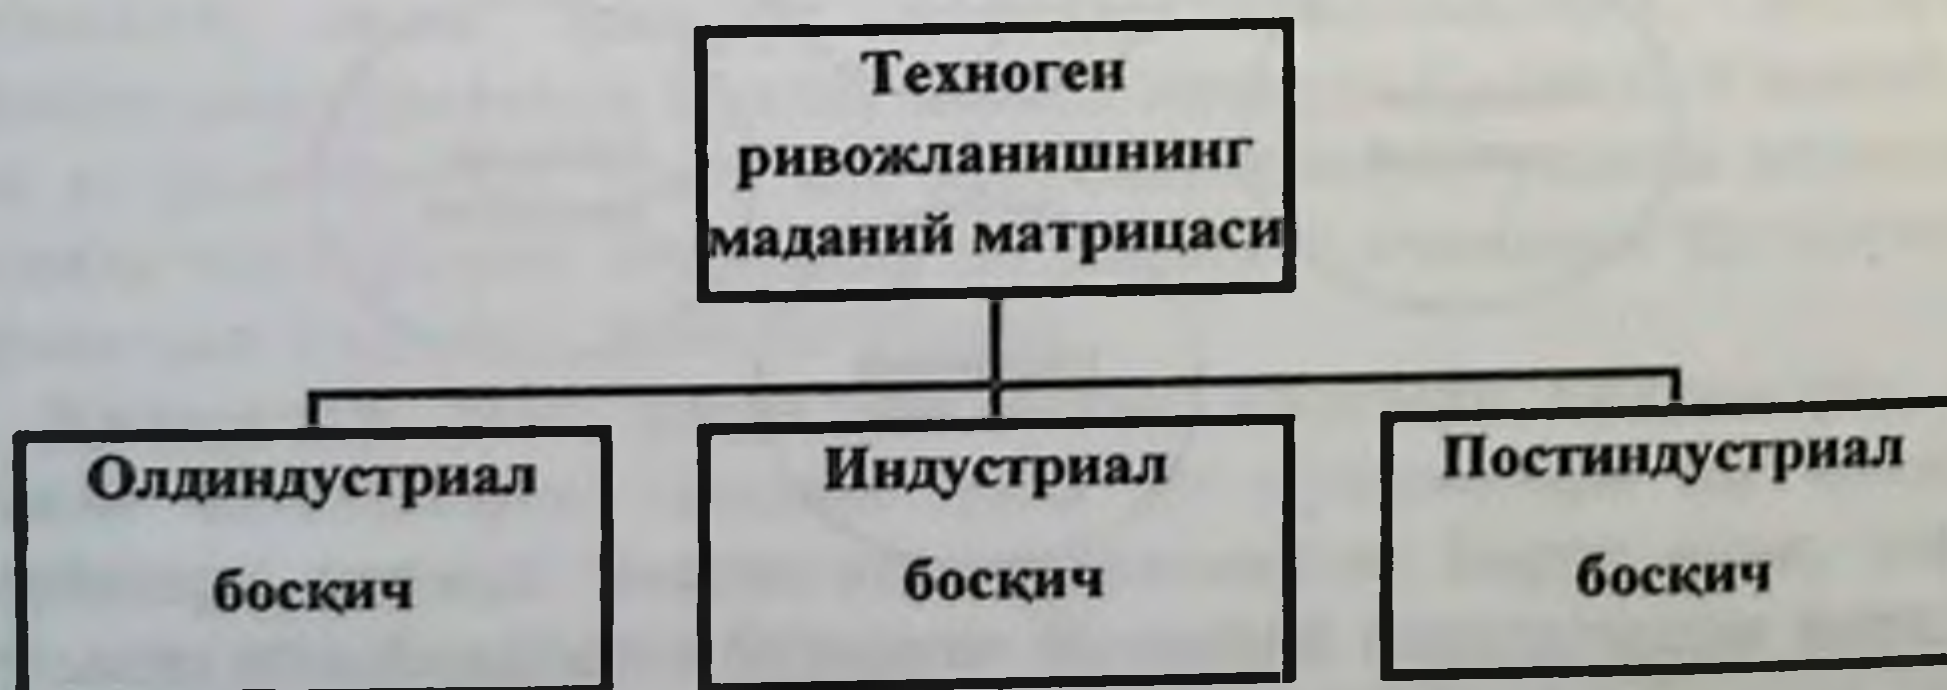 Техноген
ривожланишнинг
маданий матрицаси
Олдиндустриал
босқич
Индустриал
босқич
Постиндустриал
босқич